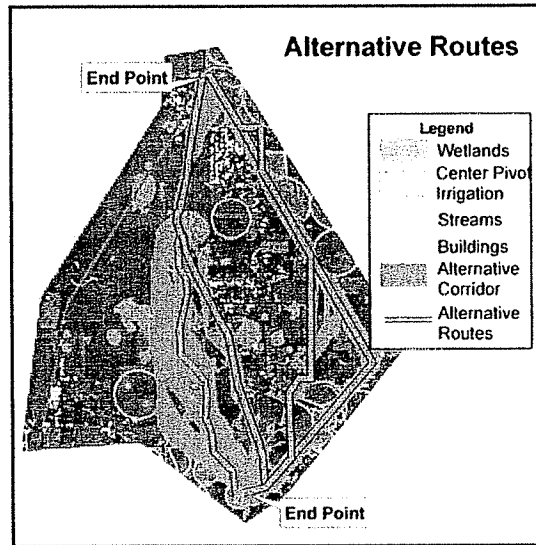 Alternative Routes
End Point
Legend
Wetlands
Center Pivot
Irrigation
Streams
Buildings
Alternative
Corridor
Alternative
Routes
End Point